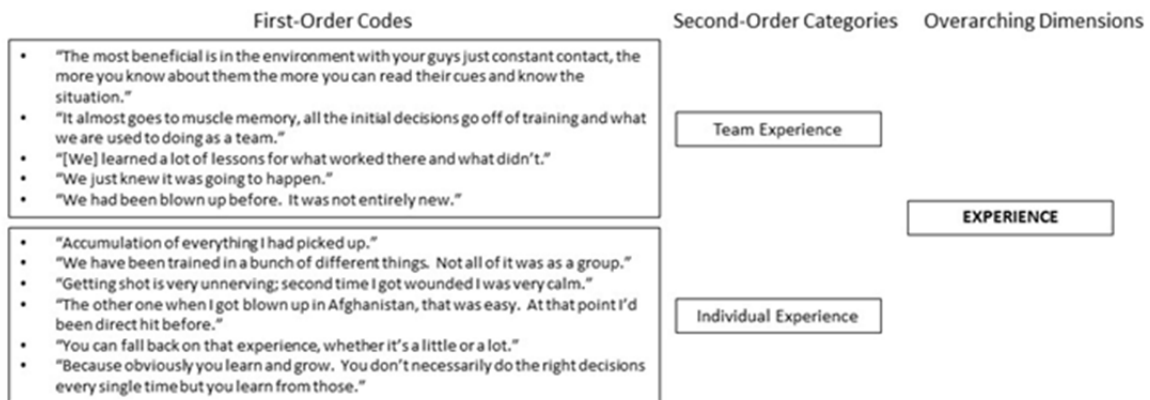 First-Order Codes
Second-Order Categories
Overarching Dimensions
• "The most beneficial is in the environment with your guys just constant contact, the
more you know about them the more you can read their cues and know the
situation."
• "It almost goes to muscle memory, all the initial decisions go off of training and what
we are used to doing as a team."
• "[We] learned a lot of lessons for what worked there and what didn't."
• "We just knew it was going to happen."
• "We had been blown up before. It was not entirely new."
Team Experience
EXPERIENCE
• "Accumulation of everything I had picked up."
• "We have been trained in a bunch of different things. Not all of it was as a group."
• "Getting shot is very unnerving; second time I got wounded I was very calm."
• "The other one when I got blown up in Afghanistan, that was easy. At that point I'd
been direct hit before."
• "You can fall back on that experience, whether it's a little or a lot."
• "Because obviously you learn and grow. You don't necessarily do the right decisions
every single time but you learn from those."
Individual Experience